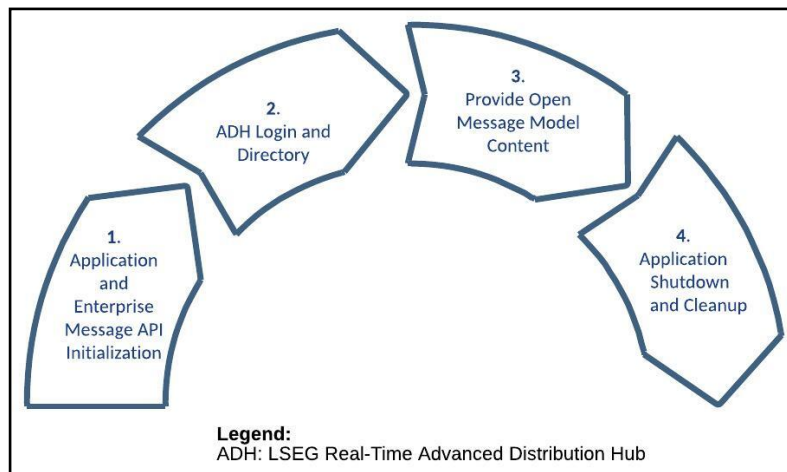 1.
Application
and
Enterprise
Message API
Initialization
2.
ADH Login and
Directory
3.
Provide Open
Message Model
Content
4.
Application
Shutdown
and Cleanup
Legend:
ADH: LSEG Real-Time Advanced Distribution Hub